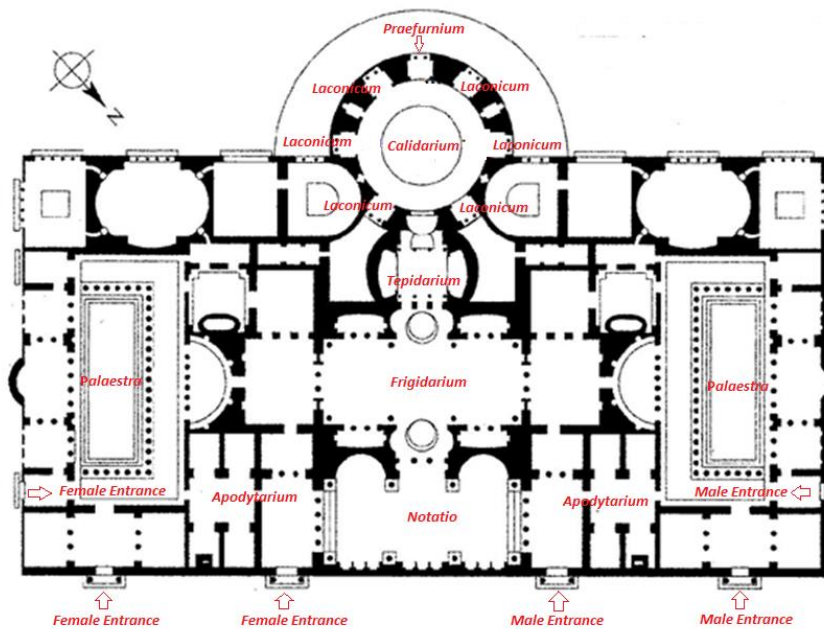 Praefurnium
Laconicum Laconicum
N
Laconicum Calidarium Laconicum
Laconicum Laconicum
Tepidarium
Palaestra Frigidarium Palaestra
Female Entrance Apodytarium Notatio Apodytarium Male Entrance
Female Entrance Female Entrance Male Entrance Male Entrance